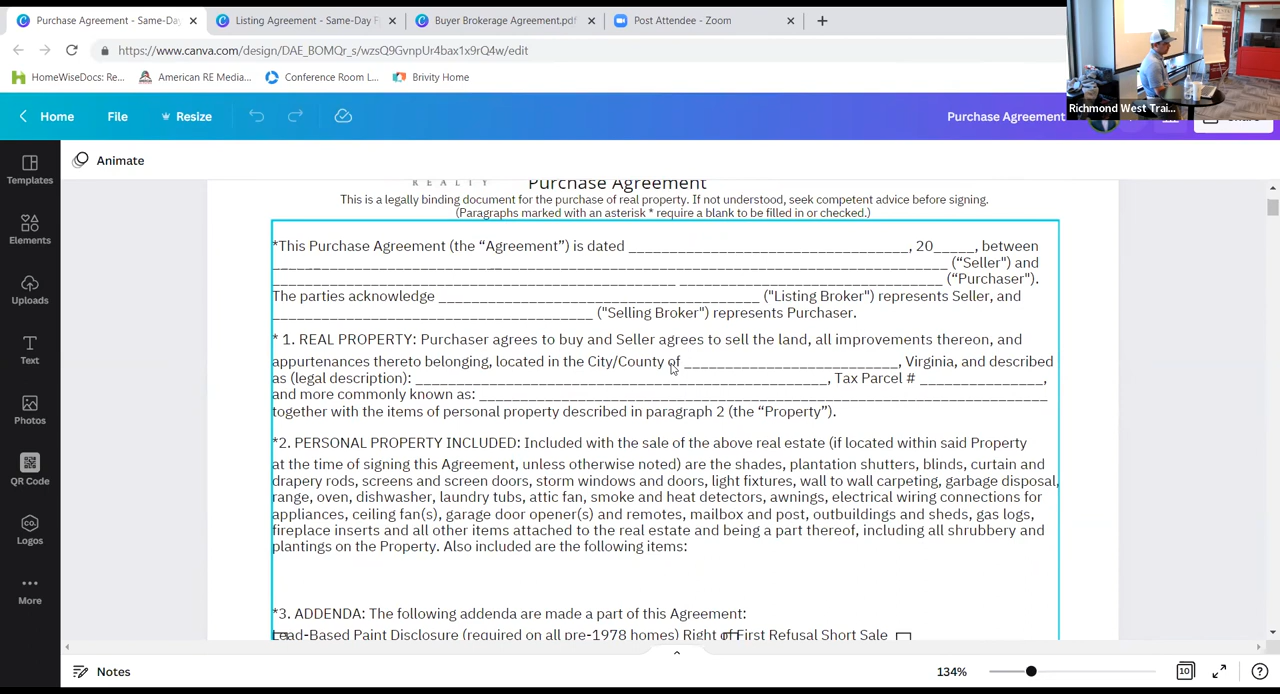 Purchase Agreement - Same-Da
Listing Agreement - Same-Day F
Buyer Brokerage Agreement.pdf
Post Attendee - Zoom
https://www.canva.com/design/DAE_BOMQr_s/wzsQ9GvnpUr4bax1x9rQ4w/edit
HomeWiseDocs: Re...
American RE Media...
Conference Room L...
Brivity Home
Richmond West Trai...
Home
File
Resize
Purchase Agreement
Animate
Templates
Elements
Uploads
Text
Photos
QR Code
Logos
More
REALTY
Purchase Agreement
This is a legally binding document for the purchase of real property. If not understood, seek competent advice before signing.
(Paragraphs marked with an asterisk * require a blank to be filled in or checked.)
*This Purchase Agreement (the “Agreement”) is dated ________________________________, 20_____, between
______________________________________________________________________________ (“Seller") and
______________________________________________ ______________________________ (“Purchaser").
The parties acknowledge _____________________________________ ("Listing Broker") represents Seller, and
_____________________________________ ("Selling Broker") represents Purchaser.
* 1. REAL PROPERTY: Purchaser agrees to buy and Seller agrees to sell the land, all improvements thereon, and
appurtenances thereto belonging, located in the City/County of _________________________, Virginia, and described
as (legal description): ________________________________________________, Tax Parcel # ______________,
and more commonly known as: __________________________________________________________________
together with the items of personal property described in paragraph 2 (the “Property”).
*2. PERSONAL PROPERTY INCLUDED: Included with the sale of the above real estate (if located within said Property
at the time of signing this Agreement, unless otherwise noted) are the shades, plantation shutters, blinds, curtain and
drapery rods, screens and screen doors, storm windows and doors, light fixtures, wall to wall carpeting, garbage disposal,
range, oven, dishwasher, laundry tubs, attic fan, smoke and heat detectors, awnings, electrical wiring connections for
appliances, ceiling fan(s), garage door opener(s) and remotes, mailbox and post, outbuildings and sheds, gas logs,
fireplace inserts and all other items attached to the real estate and being a part thereof, including all shrubbery and
plantings on the Property. Also included are the following items:
*3. ADDENDA: The following addenda are made a part of this Agreement:
Lead-Based Paint Disclosure (required on all pre-1978 homes) Right of First Refusal Short Sale
Notes
134%
10